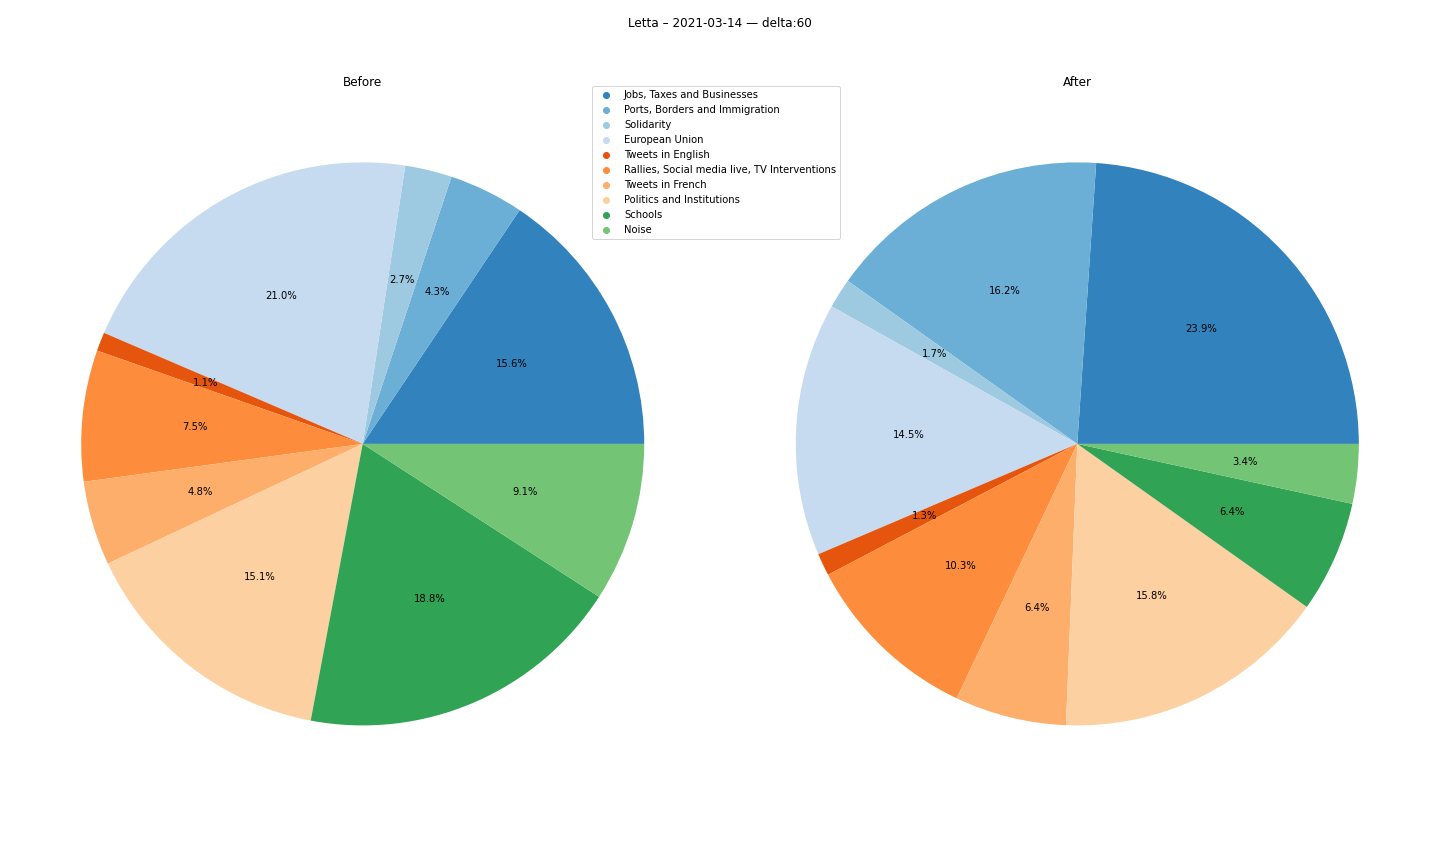 Letta – 2021-03-14 — delta:60
Before
After
Jobs, Taxes and Businesses
Ports, Borders and Immigration
Solidarity
European Union
Tweets in English
Rallies, Social media live, TV Interventions
Tweets in French
Politics and Institutions
Schools
Noise
15.6%
4.3%
2.7%
21.0%
1.1%
7.5%
4.8%
15.1%
18.8%
9.1%
23.9%
16.2%
1.7%
14.5%
1.3%
10.3%
6.4%
15.8%
6.4%
3.4%